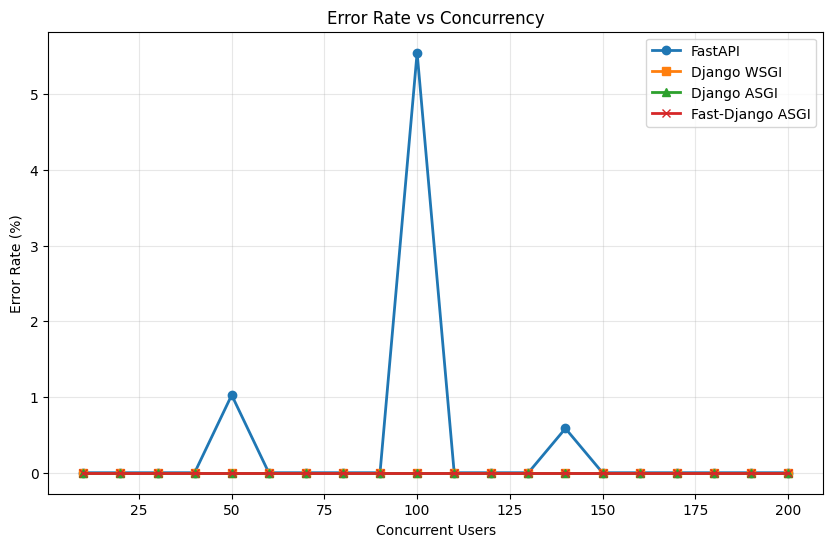 Error Rate vs Concurrency
FastAPI
Django WSGI
Django ASGI
Fast-Django ASGI
Error Rate (%)
5
4
3
2
1
0
25 50 75 100 125 150 175 200
Concurrent Users